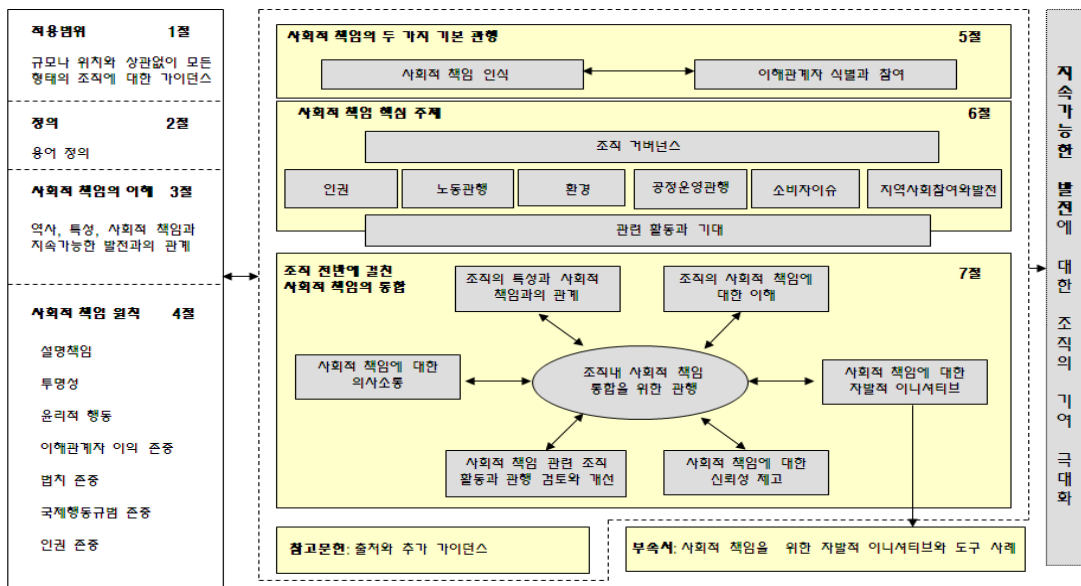 적용범위 1절
규모나 위치와 상관없이 모든
형태의 조직에 대한 가이던스
정의 2절
용어 정의
사회적 책임의 이해 3절
역사, 특성, 사회적 책임과
지속가능한 발전과의 관계
사회적 책임 원칙 4절
설명책임
투명성
윤리적 행동
이해관계자 이의 존중
법치 존중
국제행동규범 존중
인권 존중
사회적 책임의 두 가지 기본 관행 5절
사회적 책임 인식
이해관계자 식별과 참여
사회적 책임 핵심 주제 6절
조직 거버넌스
인권
노동관행
환경
공정운영관행
소비자이슈
지역사회참여와발전
관련 활동과 기대
조직 전반에 걸친
사회적 책임의 통합
7절
조직의 특성과 사회적
책임과의 관계
조직의 사회적 책임에
대한 이해
사회적 책임에 대한
의사소통
조직내 사회적 책임
통합을 위한 관행
사회적 책임에 대한
자발적 이니셔티브
사회적 책임 관련 조직
활동과 관행 검토와 개선
사회적 책임에 대한
신뢰성 제고
참고문헌: 출처와 추가 가이던스
부속서: 사회적 책임을 위한 자발적 이니셔티브와 도구 사례
지속가능한 발전에 대한 조직의 기여 극대화